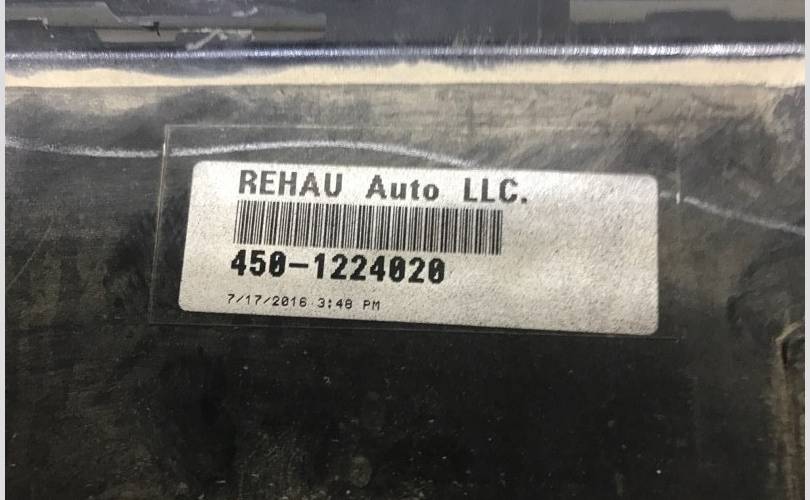 REHAU Auto LLC.
450-1224020
7/17/2016 3:48 PM